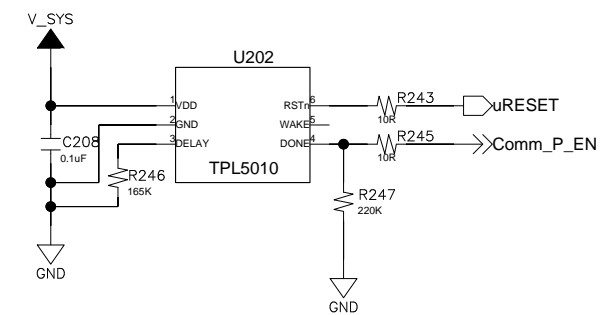 V_SYS
U202
1 VDD
RSTn 6
R243
uRESET
10R
2 GND
WAKE 5
C208
0.1uF
3 DELAY
DONE 4
R245
Comm_P_EN
10R
TPL5010
R246
165K
R247
220K
GND
GND